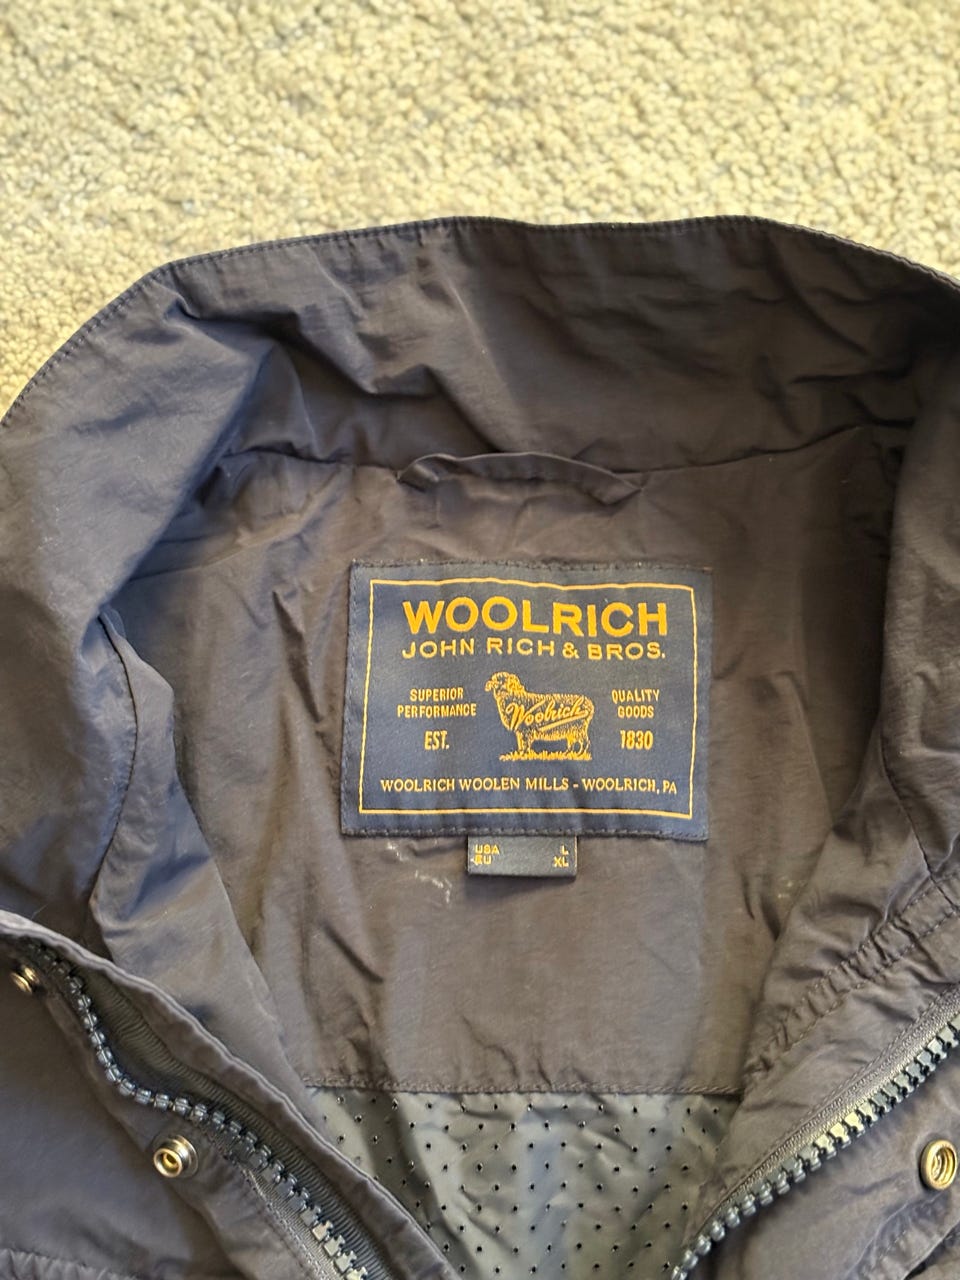 WOOLRICH
JOHN RICH & BROS.
SUPERIOR PERFORMANCE
EST.
Woolrich
QUALITY GOODS
1830
WOOLRICH WOOLEN MILLS - WOOLRICH, PA
USA L
EU XL